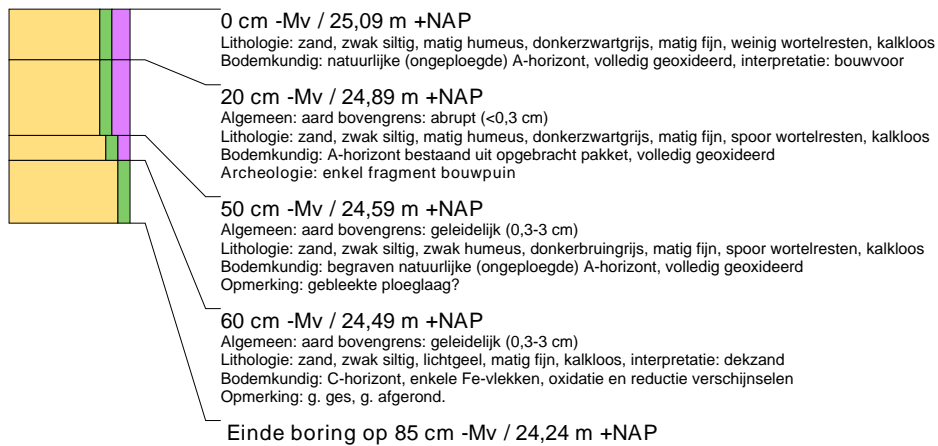 0 cm -Mv / 25,09 m +NAP
Lithologie: zand, zwak siltig, matig humeus, donkerzwartgrijs, matig fijn, weinig wortelresten, kalkloos
Bodemkundig: natuurlijke (ongeploegde) A-horizont, volledig geoxideerd, interpretatie: bouwvoor
20 cm -Mv / 24,89 m +NAP
Algemeen: aard bovengrens: abrupt (<0,3 cm)
Lithologie: zand, zwak siltig, matig humeus, donkerzwartgrijs, matig fijn, spoor wortelresten, kalkloos
Bodemkundig: A-horizont bestaand uit opgebracht pakket, volledig geoxideerd
Archeologie: enkel fragment bouwpuin
50 cm -Mv / 24,59 m +NAP
Algemeen: aard bovengrens: geleidelijk (0,3-3 cm)
Lithologie: zand, zwak siltig, zwak humeus, donkerbruingrijs, matig fijn, spoor wortelresten, kalkloos
Bodemkundig: begraven natuurlijke (ongeploegde) A-horizont, volledig geoxideerd
Opmerking: gebleekte ploeglaag?
60 cm -Mv / 24,49 m +NAP
Algemeen: aard bovengrens: geleidelijk (0,3-3 cm)
Lithologie: zand, zwak siltig, lichtgeel, matig fijn, kalkloos, interpretatie: dekzand
Bodemkundig: C-horizont, enkele Fe-vlekken, oxidatie en reductie verschijnselen
Opmerking: g. ges, g. afgerond.
Einde boring op 85 cm -Mv / 24,24 m +NAP